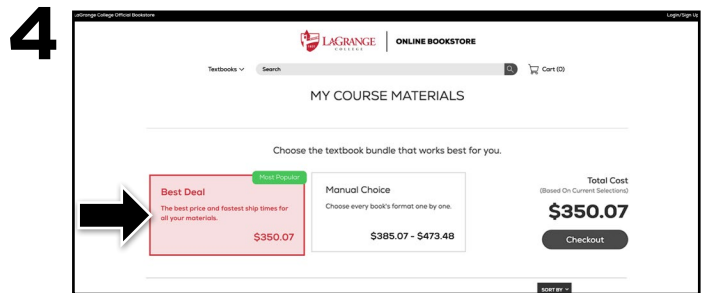 4
LaGrange College Official Bookstore
Login/Sign Up
LAGRANGE
COLLEGE
ONLINE BOOKSTORE
Textbooks
Search
Cart (0)
MY COURSE MATERIALS
Choose the textbook bundle that works best for you.
Most Popular
Best Deal
The best price and fastest ship times for
all your materials.
$350.07
Manual Choice
Choose every book's format one by one.
$385.07 - $473.48
Total Cost
(Based On Current Selections)
$350.07
Checkout
SORT BY